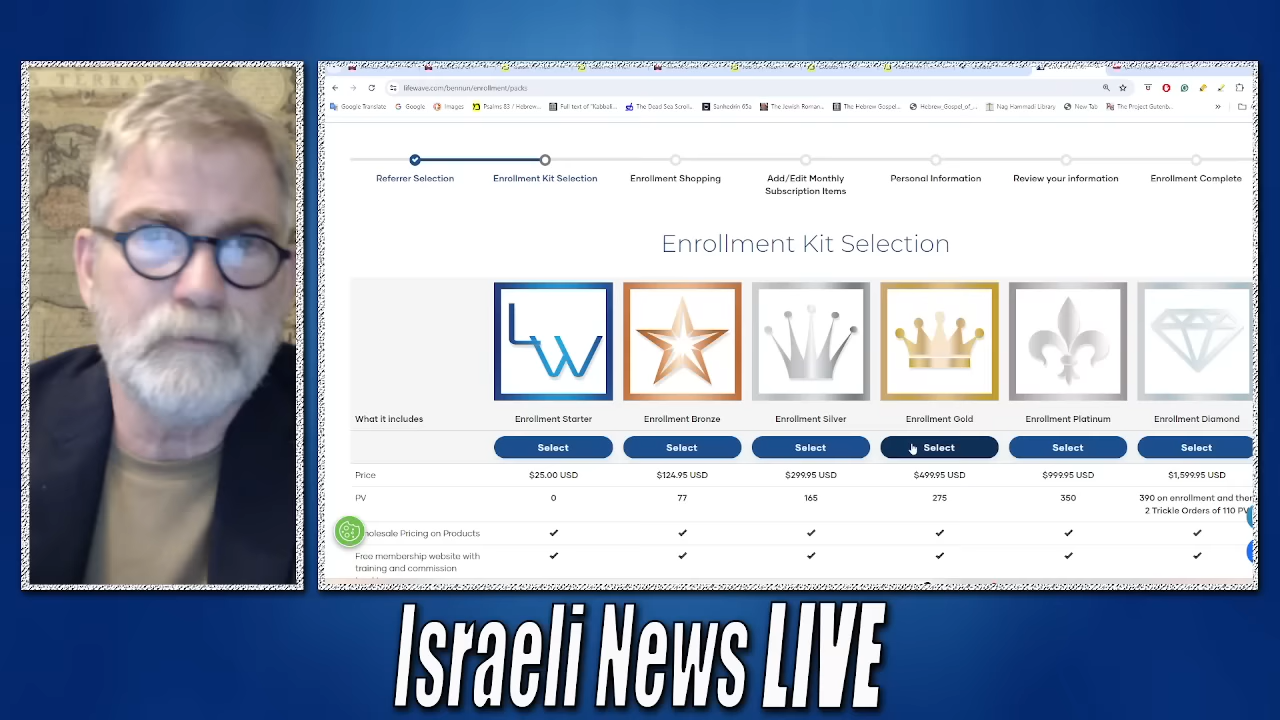 lifewave.com/bennun/enrollment/packs
Google Translate Google Images Psalms 83 / Hebrew... Full text of "Kabbali... The Dead Sea Scroll... Sanhedrin 65a The Jewish Roman... The Hebrew Gospel... Hebrew_Gospel_of_... Nag Hammadi Library New Tab The Project Gutenb... »
Referrer Selection Enrollment Kit Selection Enrollment Shopping Add/Edit Monthly Personal Information Review your information Enrollment Complete
Subscription Items
Enrollment Kit Selection
LW
What it includes Enrollment Starter Enrollment Bronze Enrollment Silver Enrollment Gold Enrollment Platinum Enrollment Diamond
Select Select Select Select Select Select
Price $25.00 USD $124.95 USD $299.95 USD $499.95 USD $999.95 USD $1,599.95 USD
PV 0 77 165 275 350 390 on enrollment and then
2 Trickle Orders of 110 PV
holesale Pricing on Products
Free membership website with
training and commission
Israeli News LIVE